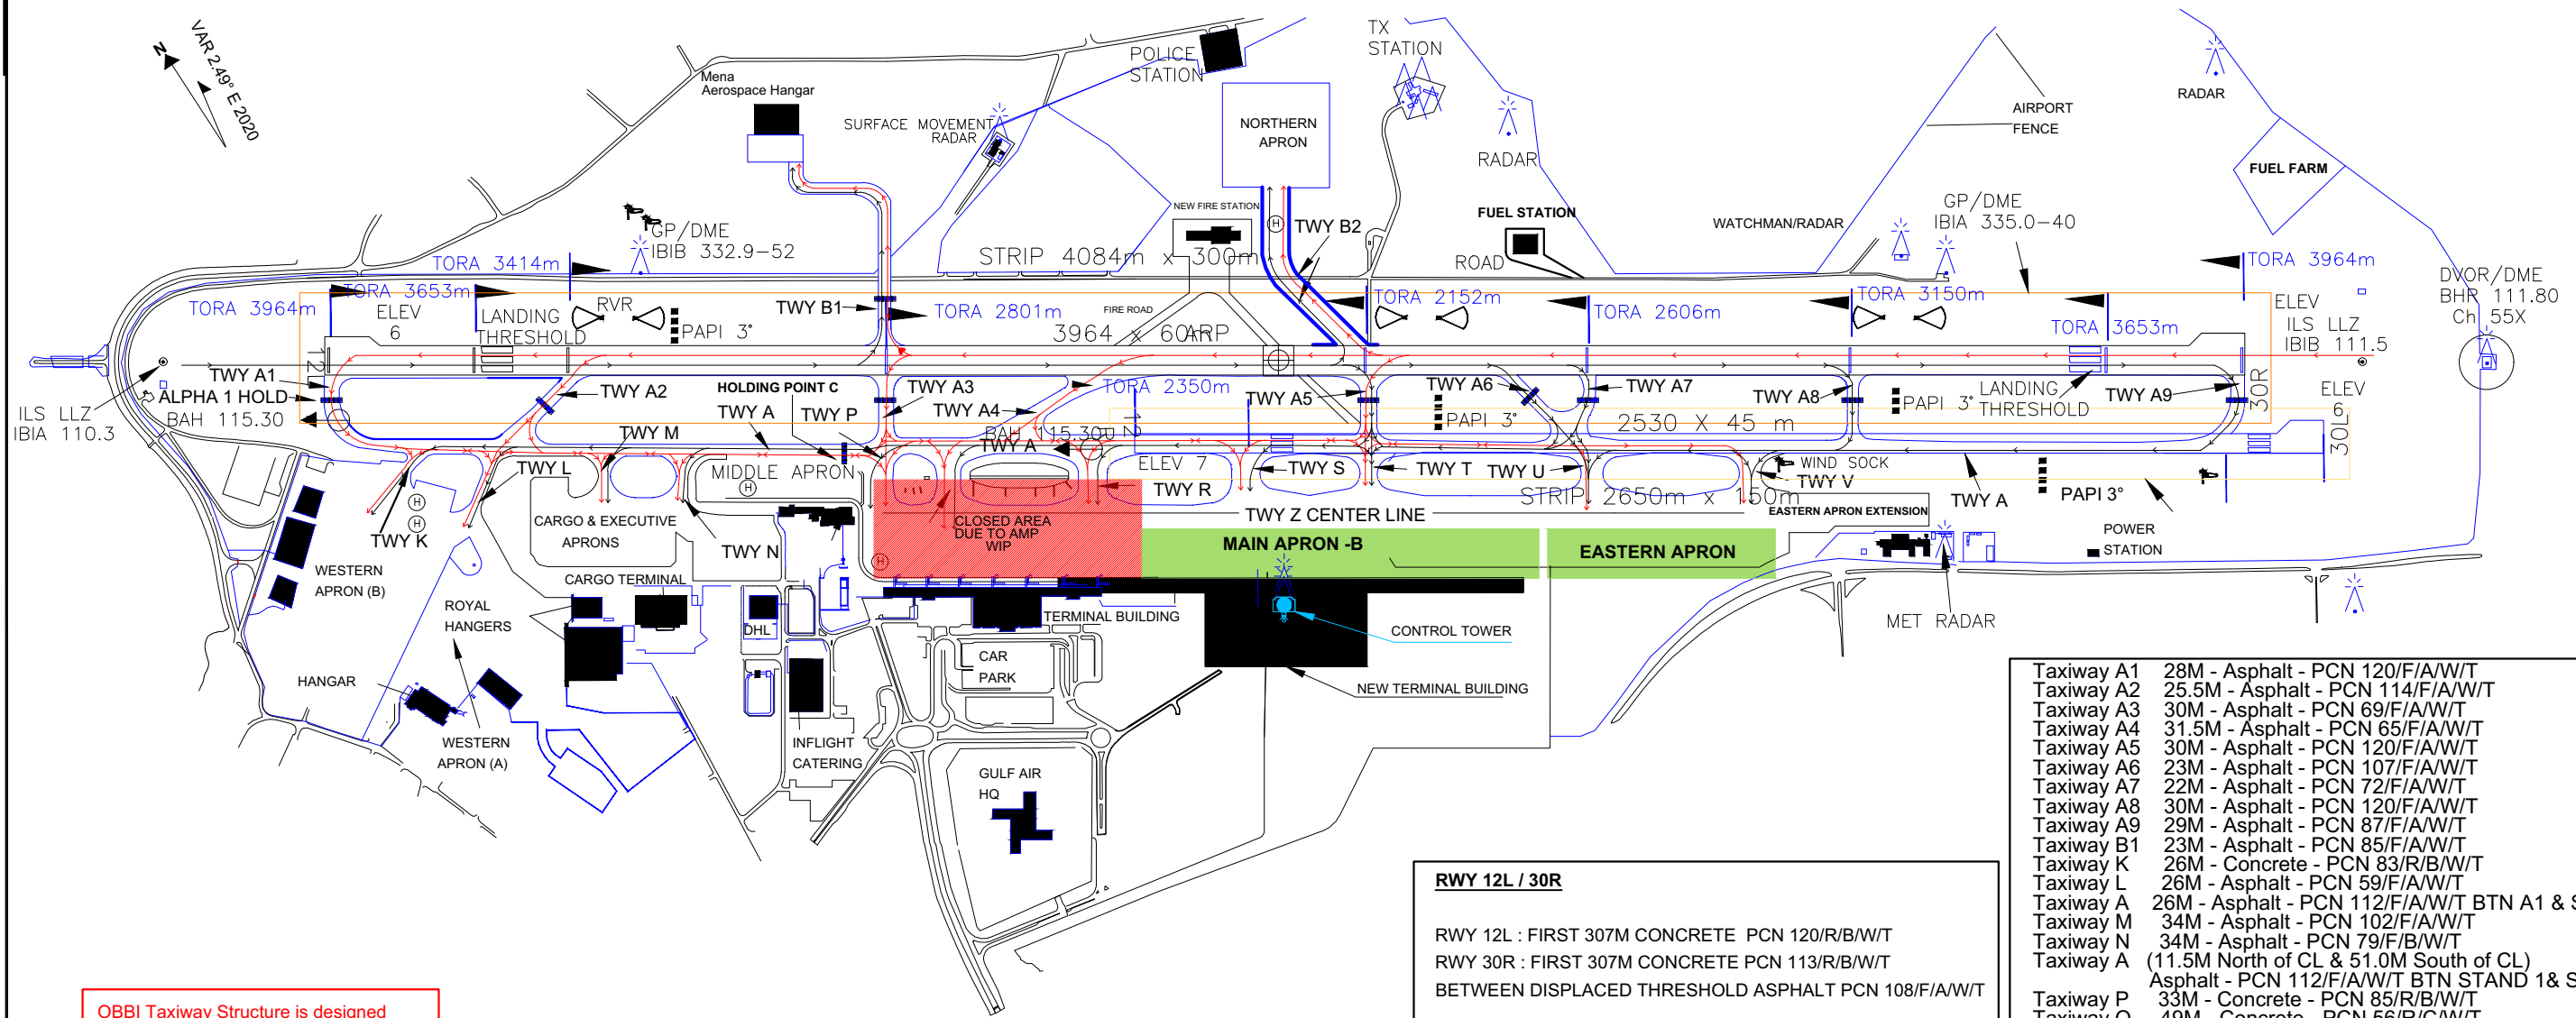 VAR 2.49° E 2020
N
POLICE
STATION
TX
STATION
RADAR
AIRPORT
FENCE
Mena
Aerospace Hangar
SURFACE MOVEMENT
RADAR
NORTHERN
APRON
RADAR
FUEL FARM
NEW FIRE STATION
FUEL STATION
WATCHMAN/RADAR
GP/DME
IBIA 335.0-40
GP/DME
IBIB 332.9-52
STRIP 4084m x 300m
H
TWY B2
ROAD
TORA 3414m
TORA 3964m
TORA 3653m
TORA 3964m
DVOR/DME
BHR 111.80
Ch 55X
ELEV
6
LANDING
THRESHOLD
RVR
PAPI 3°
TWY B1
TORA 2801m
FIRE ROAD
TORA 2152m
TORA 2606m
TORA 3150m
TORA 3653m
ELEV
ILS LLZ
IBIB 111.5
3964 x 60m
ARP
12L
TWY A1
ALPHA 1 HOLD
BAH 115.30
ILS LLZ
IBIA 110.3
TWY A2
HOLDING POINT C
TWY A
TWY P
TWY A3
TWY A4
TORA 2350m
TWY A5
TWY A6
PAPI 3°
TWY A7
TWY A8
PAPI 3°
LANDING
THRESHOLD
TWY A9
30R
ELEV
6
2530 X 45 m
30L
TWY M
BAH 115.30
TWY A
12
TWY L
MIDDLE APRON
H
ELEV 7
TWY R
TWY S
TWY T
TWY U
WIND SOCK
TWY V
TWY A
PAPI 3°
STRIP 2650m x 150m
H
H
TWY K
CARGO & EXECUTIVE
APRONS
TWY N
CLOSED AREA
DUE TO AMP
WIP
TWY Z CENTER LINE
EASTERN APRON EXTENSION
MAIN APRON -B
EASTERN APRON
POWER
STATION
H
WESTERN
APRON (B)
CARGO TERMINAL
ROYAL
HANGERS
DHL
TERMINAL BUILDING
CONTROL TOWER
MET RADAR
CAR
PARK
HANGAR
NEW TERMINAL BUILDING
WESTERN
APRON (A)
INFLIGHT
CATERING
GULF AIR
HQ
Taxiway A1 28M - Asphalt - PCN 120/F/A/W/T
Taxiway A2 25.5M - Asphalt - PCN 114/F/A/W/T
Taxiway A3 30M - Asphalt - PCN 69/F/A/W/T
Taxiway A4 31.5M - Asphalt - PCN 65/F/A/W/T
Taxiway A5 30M - Asphalt - PCN 120/F/A/W/T
Taxiway A6 23M - Asphalt - PCN 107/F/A/W/T
Taxiway A7 22M - Asphalt - PCN 72/F/A/W/T
Taxiway A8 30M - Asphalt - PCN 120/F/A/W/T
Taxiway A9 29M - Asphalt - PCN 87/F/A/W/T
Taxiway B1 23M - Asphalt - PCN 85/F/A/W/T
Taxiway K 26M - Concrete - PCN 83/R/B/W/T
Taxiway L 26M - Asphalt - PCN 59/F/A/W/T
Taxiway A 26M - Asphalt - PCN 112/F/A/W/T BTN A1 & S
Taxiway M 34M - Asphalt - PCN 102/F/A/W/T
Taxiway N 34M - Asphalt - PCN 79/F/B/W/T
Taxiway A (11.5M North of CL & 51.0M South of CL)
Asphalt - PCN 112/F/A/W/T BTN STAND 1& S
Taxiway P 33M - Concrete - PCN 85/R/B/W/T
Taxiway Q 49M - Concrete - PCN 56/R/C/W/T
RWY 12L / 30R
RWY 12L : FIRST 307M CONCRETE PCN 120/R/B/W/T
RWY 30R : FIRST 307M CONCRETE PCN 113/R/B/W/T
BETWEEN DISPLACED THRESHOLD ASPHALT PCN 108/F/A/W/T
OBBI Taxiway Structure is designed